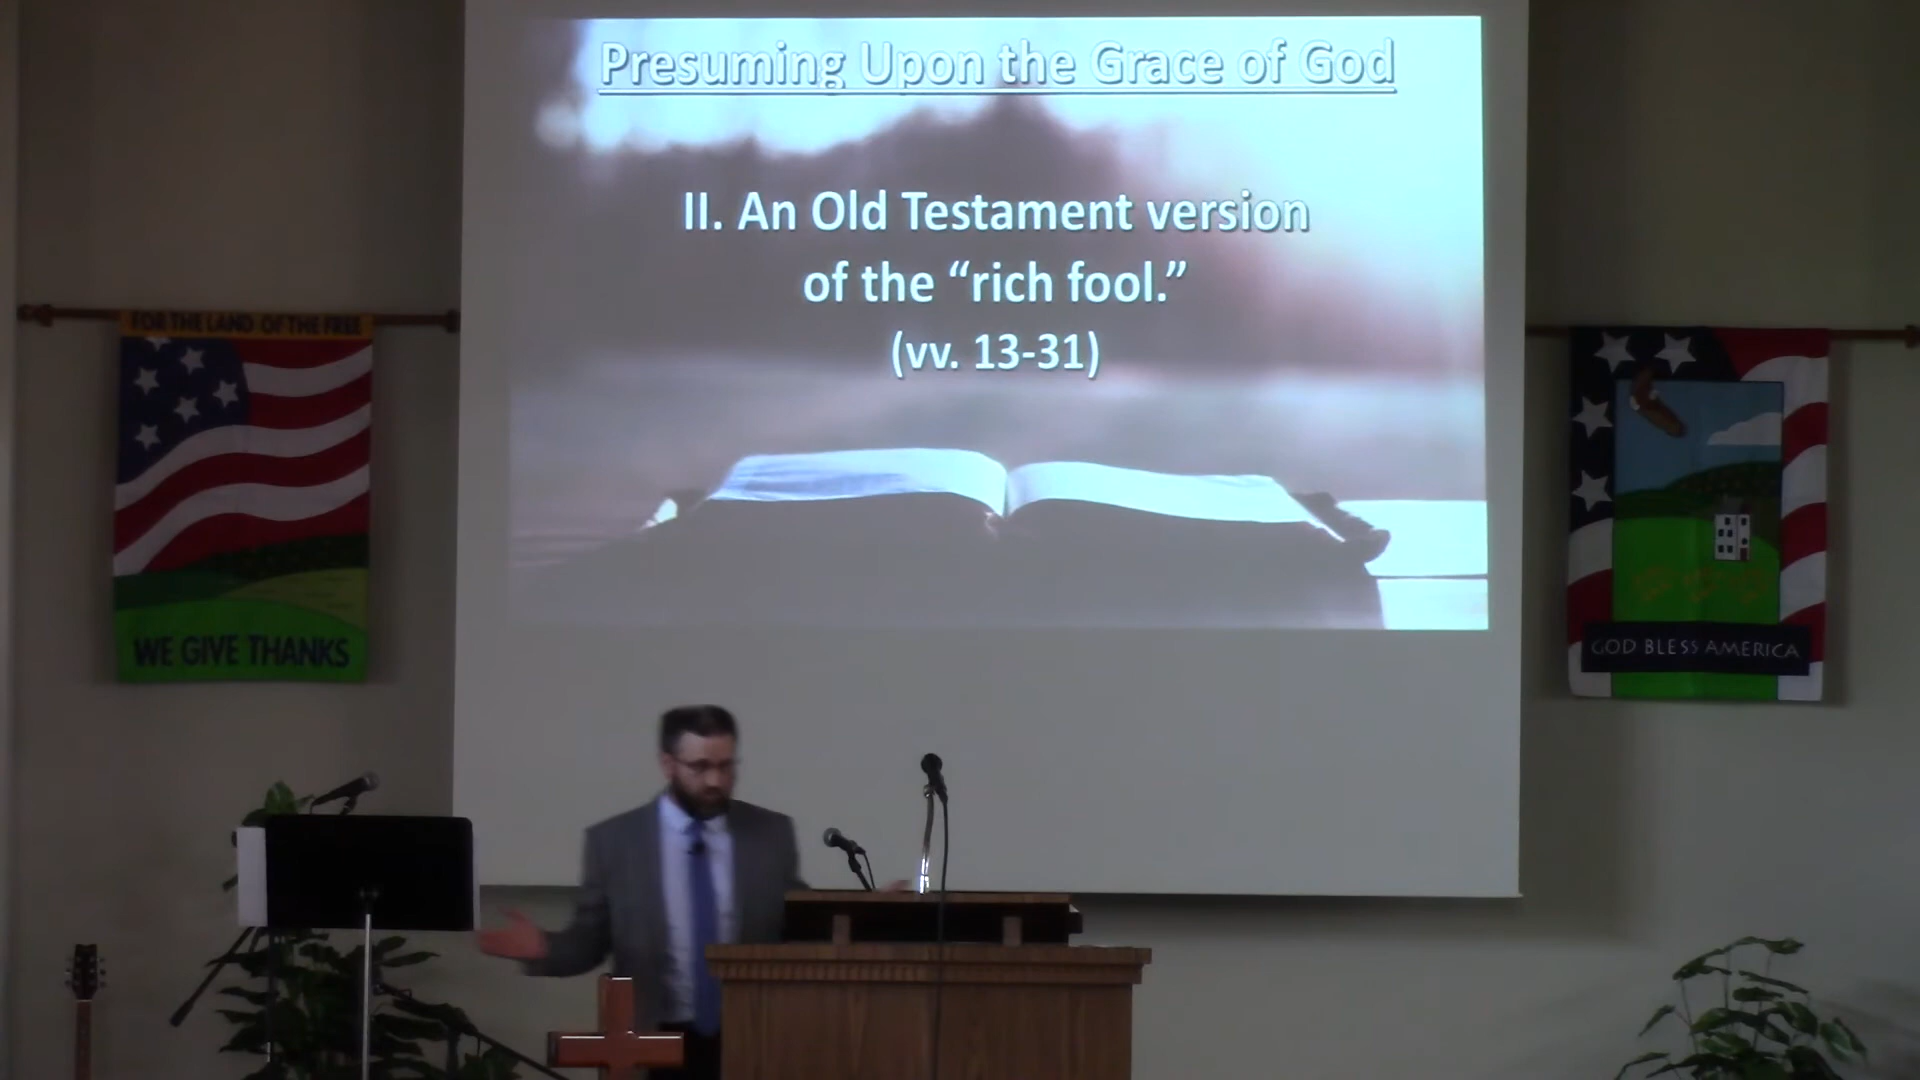 Presuming Upon the Grace of God
II. An Old Testament version
of the “rich fool.”
(vv. 13-31)
FOR THE LAND OF THE FREE
WE GIVE THANKS
GOD BLESS AMERICA